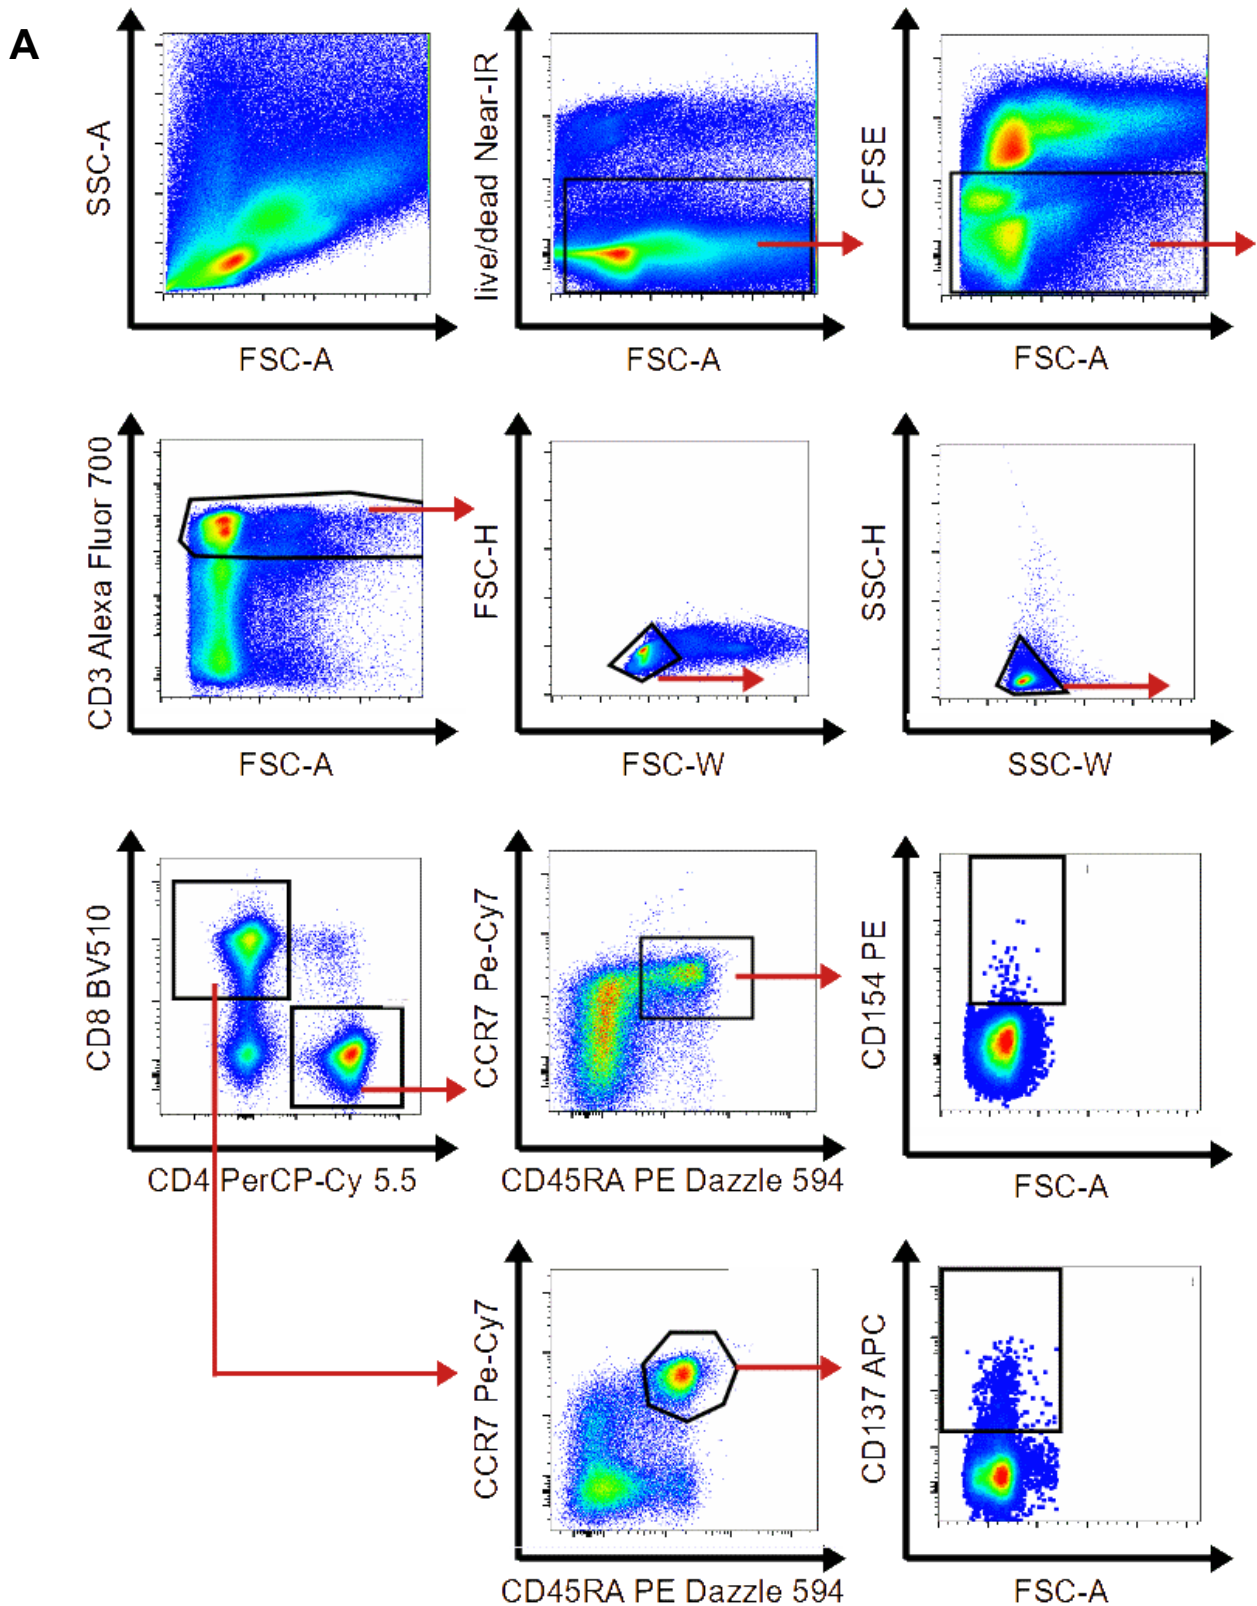 A
SSC-A
FSC-A
live/dead Near-IR
FSC-A
CFSE
FSC-A
CD3 Alexa Fluor 700
FSC-A
FSC-H
FSC-W
SSC-H
SSC-W
CD8 BV510
CD4 PerCP-Cy 5.5
CCR7 Pe-Cy7
CD45RA PE Dazzle 594
CD154 PE
FSC-A
CCR7 Pe-Cy7
CD45RA PE Dazzle 594
CD137 APC
FSC-A